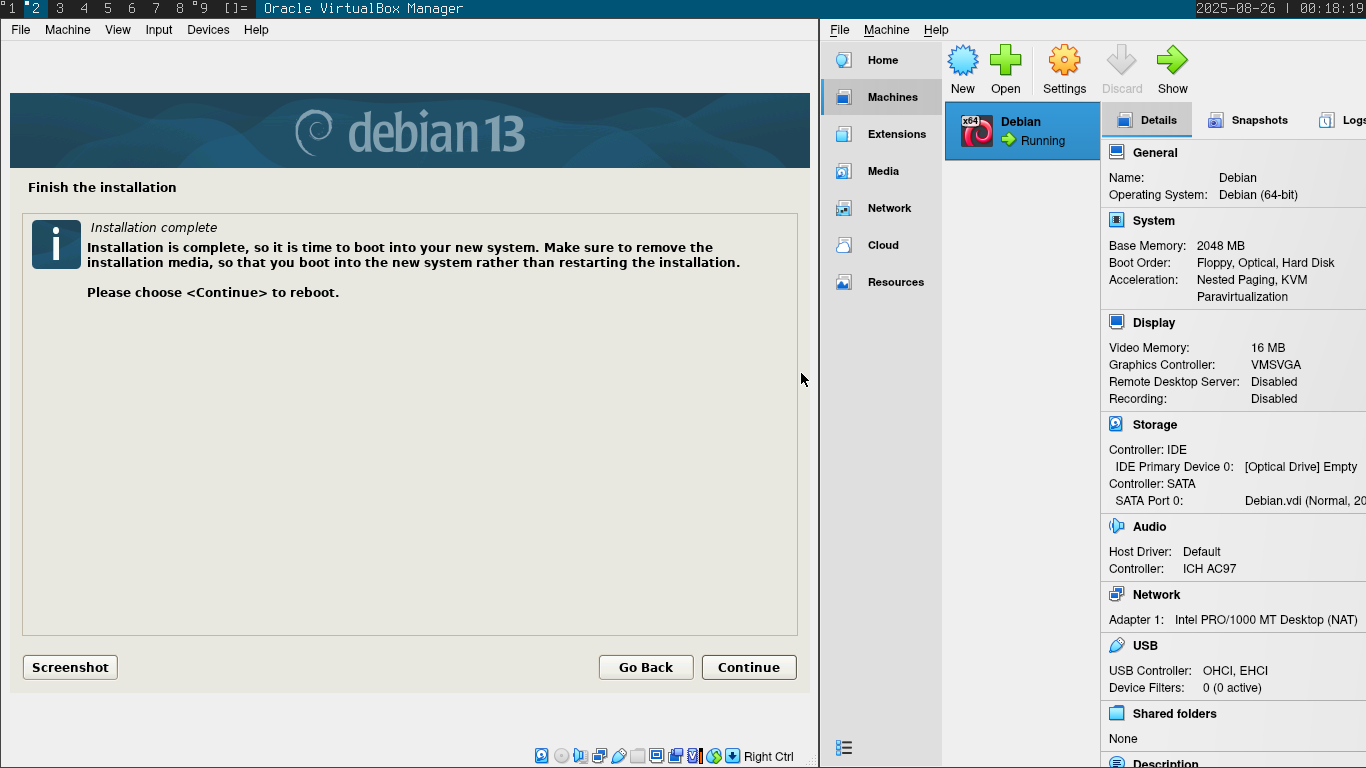 1 2 3 4 5 6 7 8 9 []= Oracle VirtualBox Manager 2025-08-26 | 00:18:19
File Machine View Input Devices Help
debian 13
Finish the installation
Installation complete
Installation is complete, so it is time to boot into your new system. Make sure to remove the
installation media, so that you boot into the new system rather than restarting the installation.
Please choose <Continue> to reboot.
Screenshot Go Back Continue
Right Ctrl
File Machine Help
Home
Machines
Extensions
Media
Network
Cloud
Resources
New Open Settings Discard Show
x64
Debian
Running
Details Snapshots Logs
General
Name: Debian
Operating System: Debian (64-bit)
System
Base Memory: 2048 MB
Boot Order: Floppy, Optical, Hard Disk
Acceleration: Nested Paging, KVM
Paravirtualization
Display
Video Memory: 16 MB
Graphics Controller: VMSVGA
Remote Desktop Server: Disabled
Recording: Disabled
Storage
Controller: IDE
IDE Primary Device 0: [Optical Drive] Empty
Controller: SATA
SATA Port 0: Debian.vdi (Normal, 20
Audio
Host Driver: Default
Controller: ICH AC97
Network
Adapter 1: Intel PRO/1000 MT Desktop (NAT)
USB
USB Controller: OHCI, EHCI
Device Filters: 0 (0 active)
Shared folders
None
Description